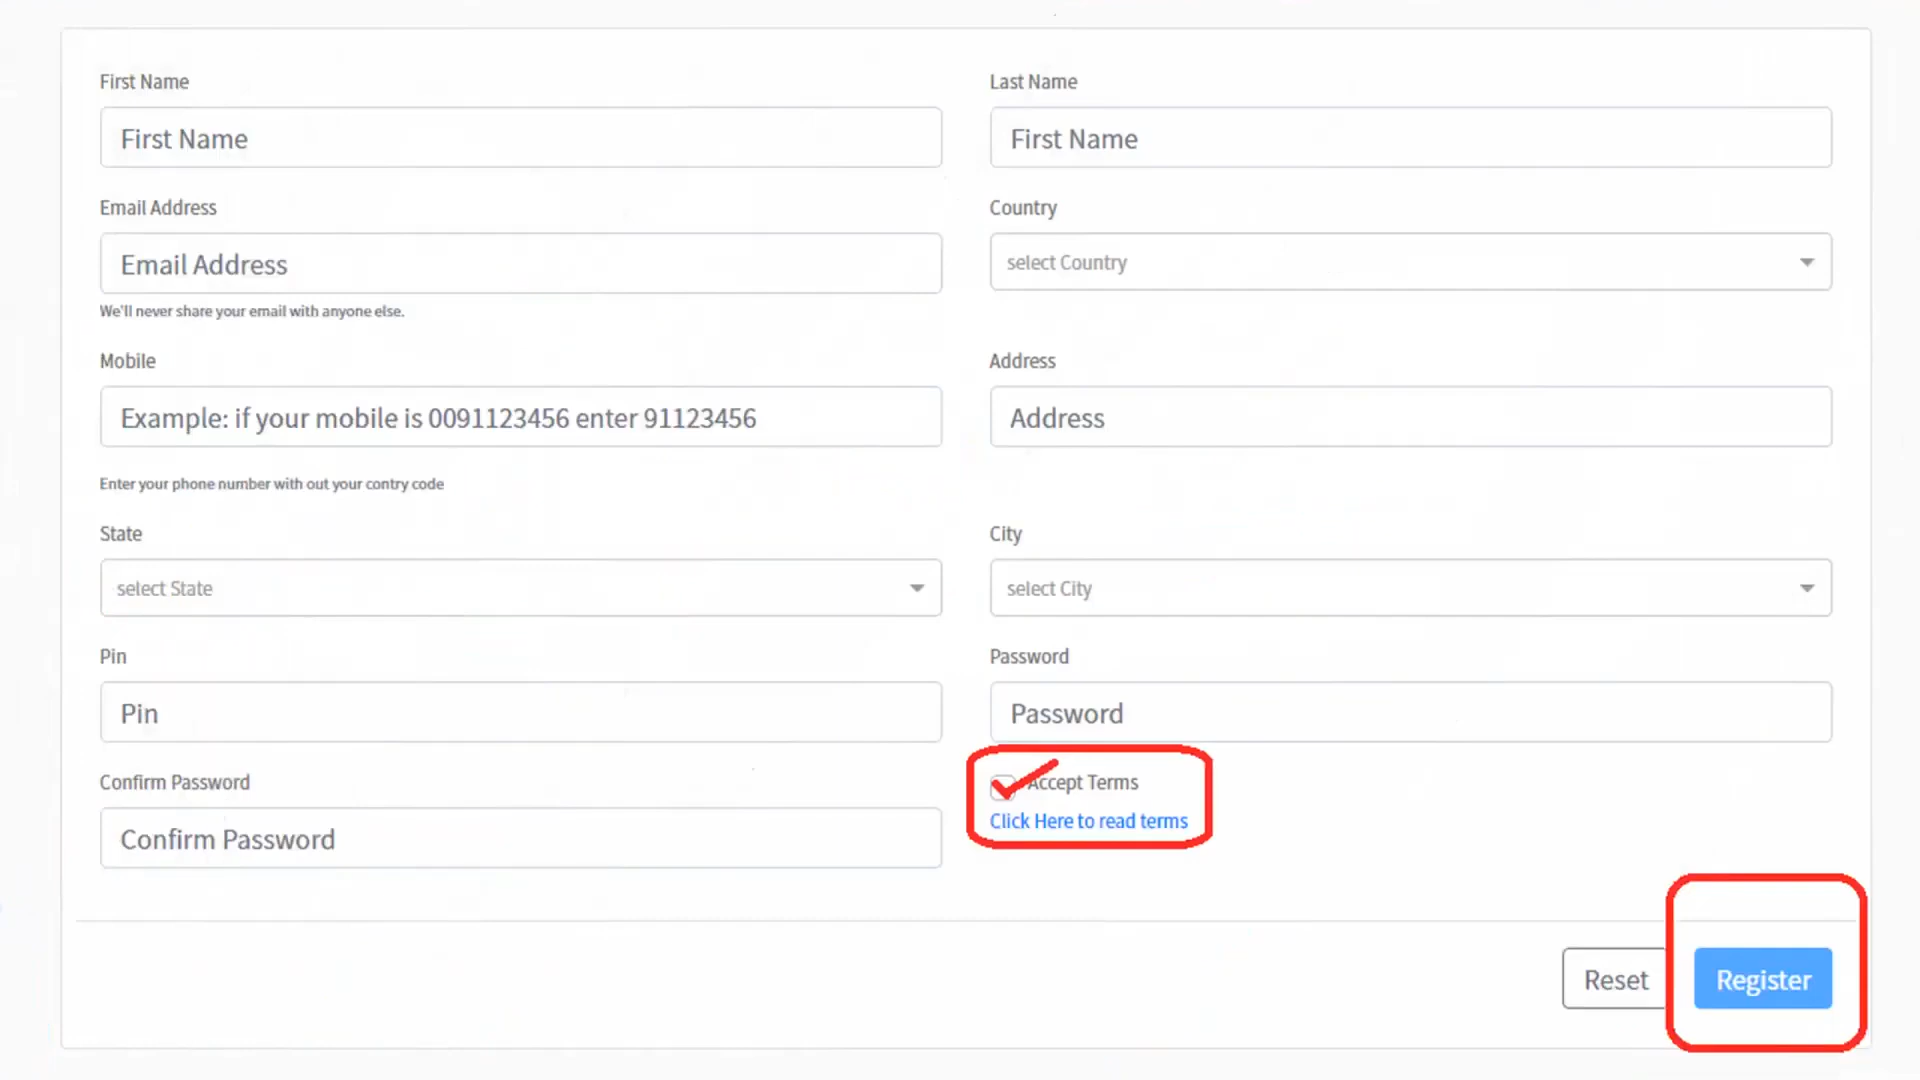 First Name
Last Name
First Name
First Name
Email Address
Country
Email Address
select Country
We'll never share your email with anyone else.
Mobile
Address
Example: if your mobile is 0091123456 enter 91123456
Address
Enter your phone number with out your contry code
State
City
select State
select City
Pin
Password
Pin
Password
Confirm Password
Accept Terms
Click Here to read terms
Confirm Password
Reset
Register